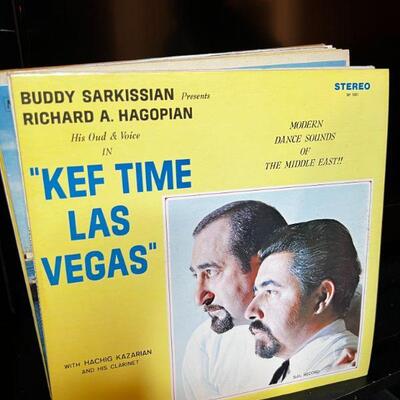 BUDDY SARKISSIAN Presents
RICHARD A. HAGOPIAN
His Oud & Voice
IN
"KEF TIME
LAS
VEGAS"
STEREO
MODERN
DANCE SOUNDS
OF
THE MIDDLE EAST!!
WITH HACHIG KAZARIAN
AND HIS CLARINET